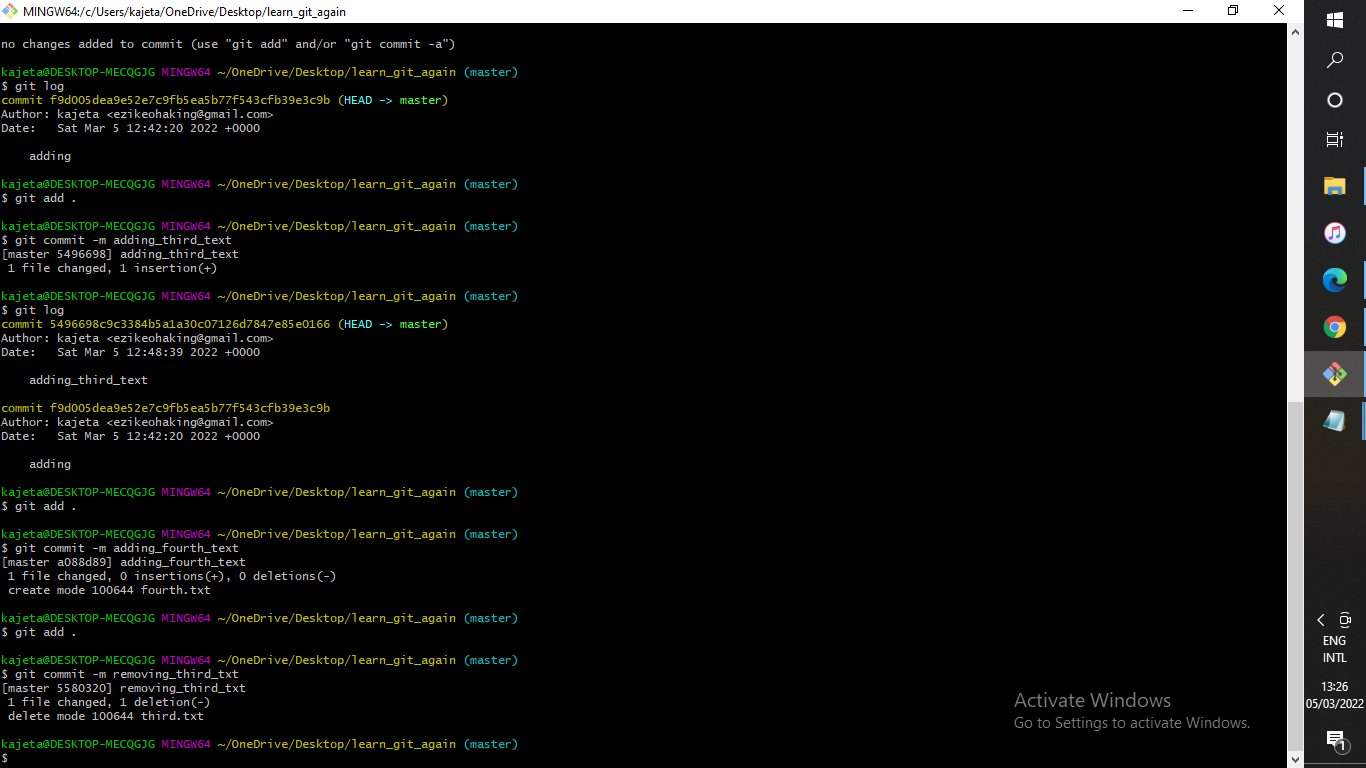 MINGW64:/c/Users/kajeta/OneDrive/Desktop/learn_git_again
no changes added to commit (use "git add" and/or "git commit -a")
kajeta@DESKTOP-MECQGJG MINGW64 ~/OneDrive/Desktop/learn_git_again (master)
$ git log
commit f9d005dea9e52e7c9fb5ea5b77f543cfb39e3c9b (HEAD -> master)
Author: kajeta <ezikeohaking@gmail.com>
Date:   Sat Mar 5 12:42:20 2022 +0000
    adding
kajeta@DESKTOP-MECQGJG MINGW64 ~/OneDrive/Desktop/learn_git_again (master)
$ git add .
kajeta@DESKTOP-MECQGJG MINGW64 ~/OneDrive/Desktop/learn_git_again (master)
$ git commit -m adding_third_text
[master 5496698] adding_third_text
 1 file changed, 1 insertion(+)
kajeta@DESKTOP-MECQGJG MINGW64 ~/OneDrive/Desktop/learn_git_again (master)
$ git log
commit 5496698c9c3384b5a1a30c07126d7847e85e0166 (HEAD -> master)
Author: kajeta <ezikeohaking@gmail.com>
Date:   Sat Mar 5 12:48:39 2022 +0000
    adding_third_text
commit f9d005dea9e52e7c9fb5ea5b77f543cfb39e3c9b
Author: kajeta <ezikeohaking@gmail.com>
Date:   Sat Mar 5 12:42:20 2022 +0000
    adding
kajeta@DESKTOP-MECQGJG MINGW64 ~/OneDrive/Desktop/learn_git_again (master)
$ git add .
kajeta@DESKTOP-MECQGJG MINGW64 ~/OneDrive/Desktop/learn_git_again (master)
$ git commit -m adding_fourth_text
[master a088d89] adding_fourth_text
 1 file changed, 0 insertions(+), 0 deletions(-)
 create mode 100644 fourth.txt
kajeta@DESKTOP-MECQGJG MINGW64 ~/OneDrive/Desktop/learn_git_again (master)
$ git add .
kajeta@DESKTOP-MECQGJG MINGW64 ~/OneDrive/Desktop/learn_git_again (master)
$ git commit -m removing_third_txt
[master 5580320] removing_third_txt
 1 file changed, 1 deletion(-)
 delete mode 100644 third.txt
kajeta@DESKTOP-MECQGJG MINGW64 ~/OneDrive/Desktop/learn_git_again (master)
$
Activate Windows
Go to Settings to activate Windows.
ENG
INTL
13:26
05/03/2022
1